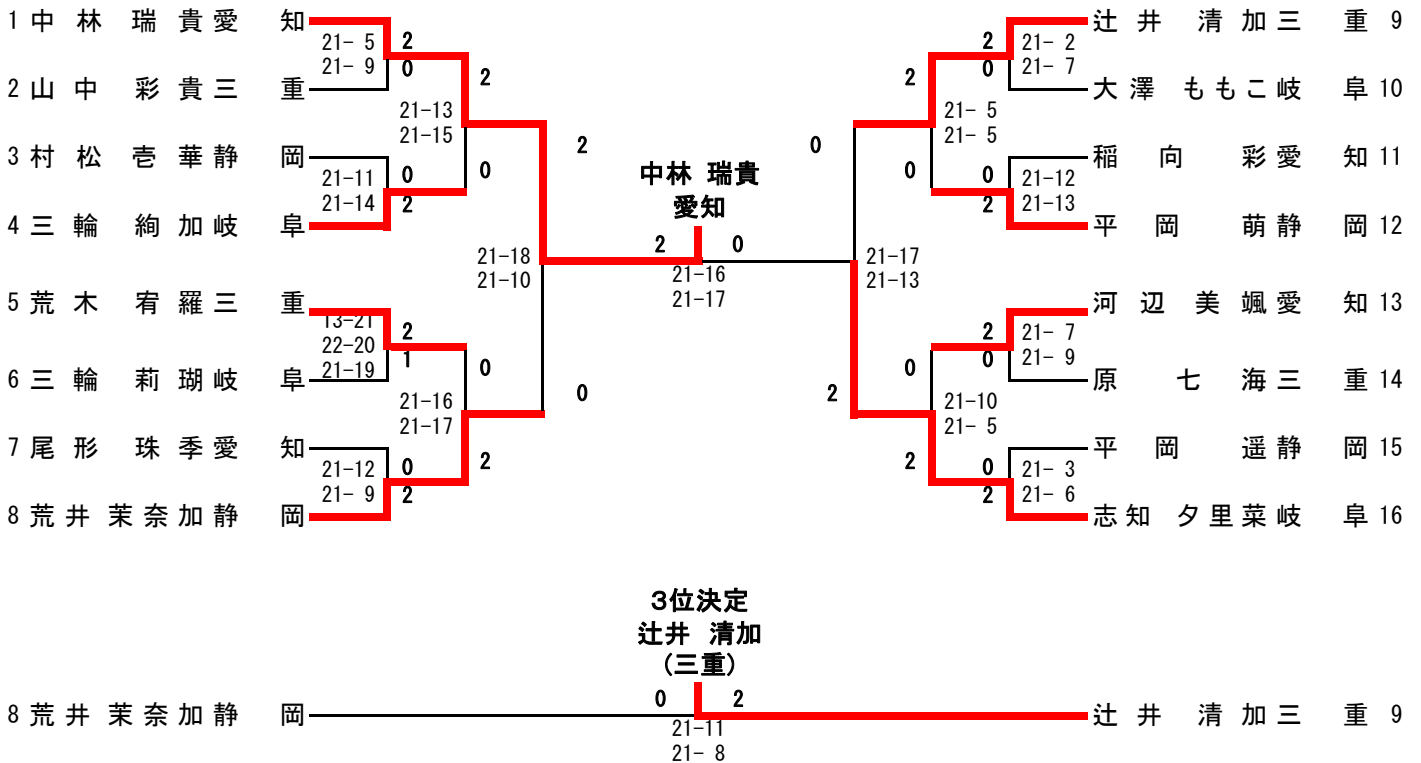 1 中 林 瑞 貴 愛 知
21- 5 2
21- 9 0
2 山 中 彩 貴 三 重
2
21-13
21-15
3 村 松 壱 華 静 岡
21-11 0
21-14 2
0
4 三 輪 絢 加 岐 阜
2
21-18
21-10
5 荒 木 宥 羅 三 重
13-21
22-20 2
21-19 1
6 三 輪 莉 瑚 岐 阜
0
21-16
21-17
0
7 尾 形 珠 季 愛 知
21-12 0
21- 9 2
2
8 荒 井 茉 奈 加 静 岡
中林 瑞貴
愛知
2 0
21-16
21-17
辻 井 清 加 三 重 9
2 21- 2
0 21- 7
大 澤 ももこ 岐 阜 10
2
21- 5
21- 5
稲 向 彩 愛 知 11
0 21-12
2 21-13
0
平 岡 萌 静 岡 12
0
21-17
21-13
河 辺 美 颯 愛 知 13
2 21- 7
0 21- 9
原 七 海 三 重 14
0
21-10
21- 5
2
平 岡 遥 静 岡 15
0 21- 3
2 21- 6
2
志 知 夕 里 菜 岐 阜 16
3位決定
辻井 清加
(三重)
8 荒 井 茉 奈 加 静 岡
0 2
21-11
21- 8
辻 井 清 加 三 重 9